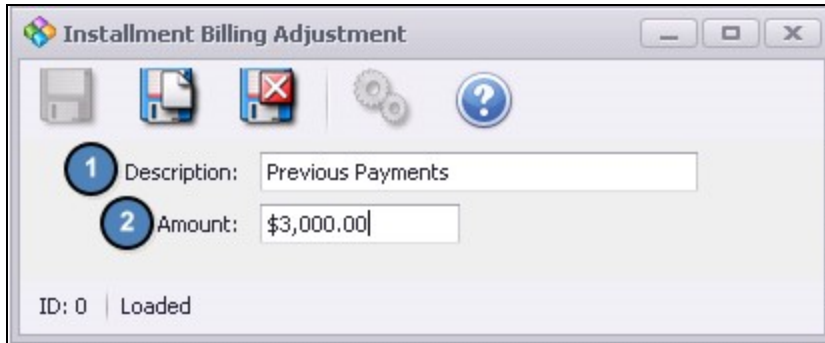 Installment Billing Adjustment
?
1 Description: Previous Payments
2 Amount: $3,000.00
ID: 0 Loaded